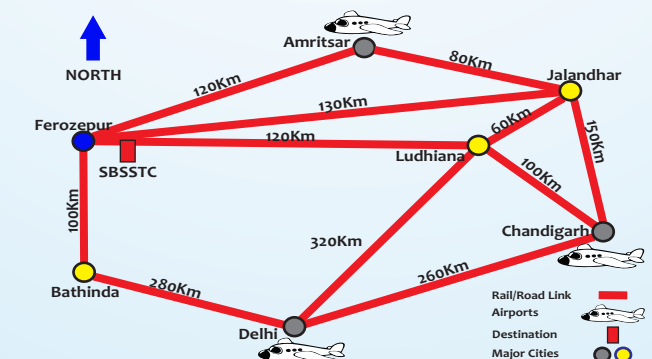 Amritsar
80Km
Jalandhar
NORTH
120Km
130Km
Ferozepur
120Km
60Km
150Km
SBSSTC
Ludhiana
100Km
100Km
Chandigarh
320Km
260Km
Bathinda
280Km
Delhi
Rail/Road Link
Airports
Destination
Major Cities